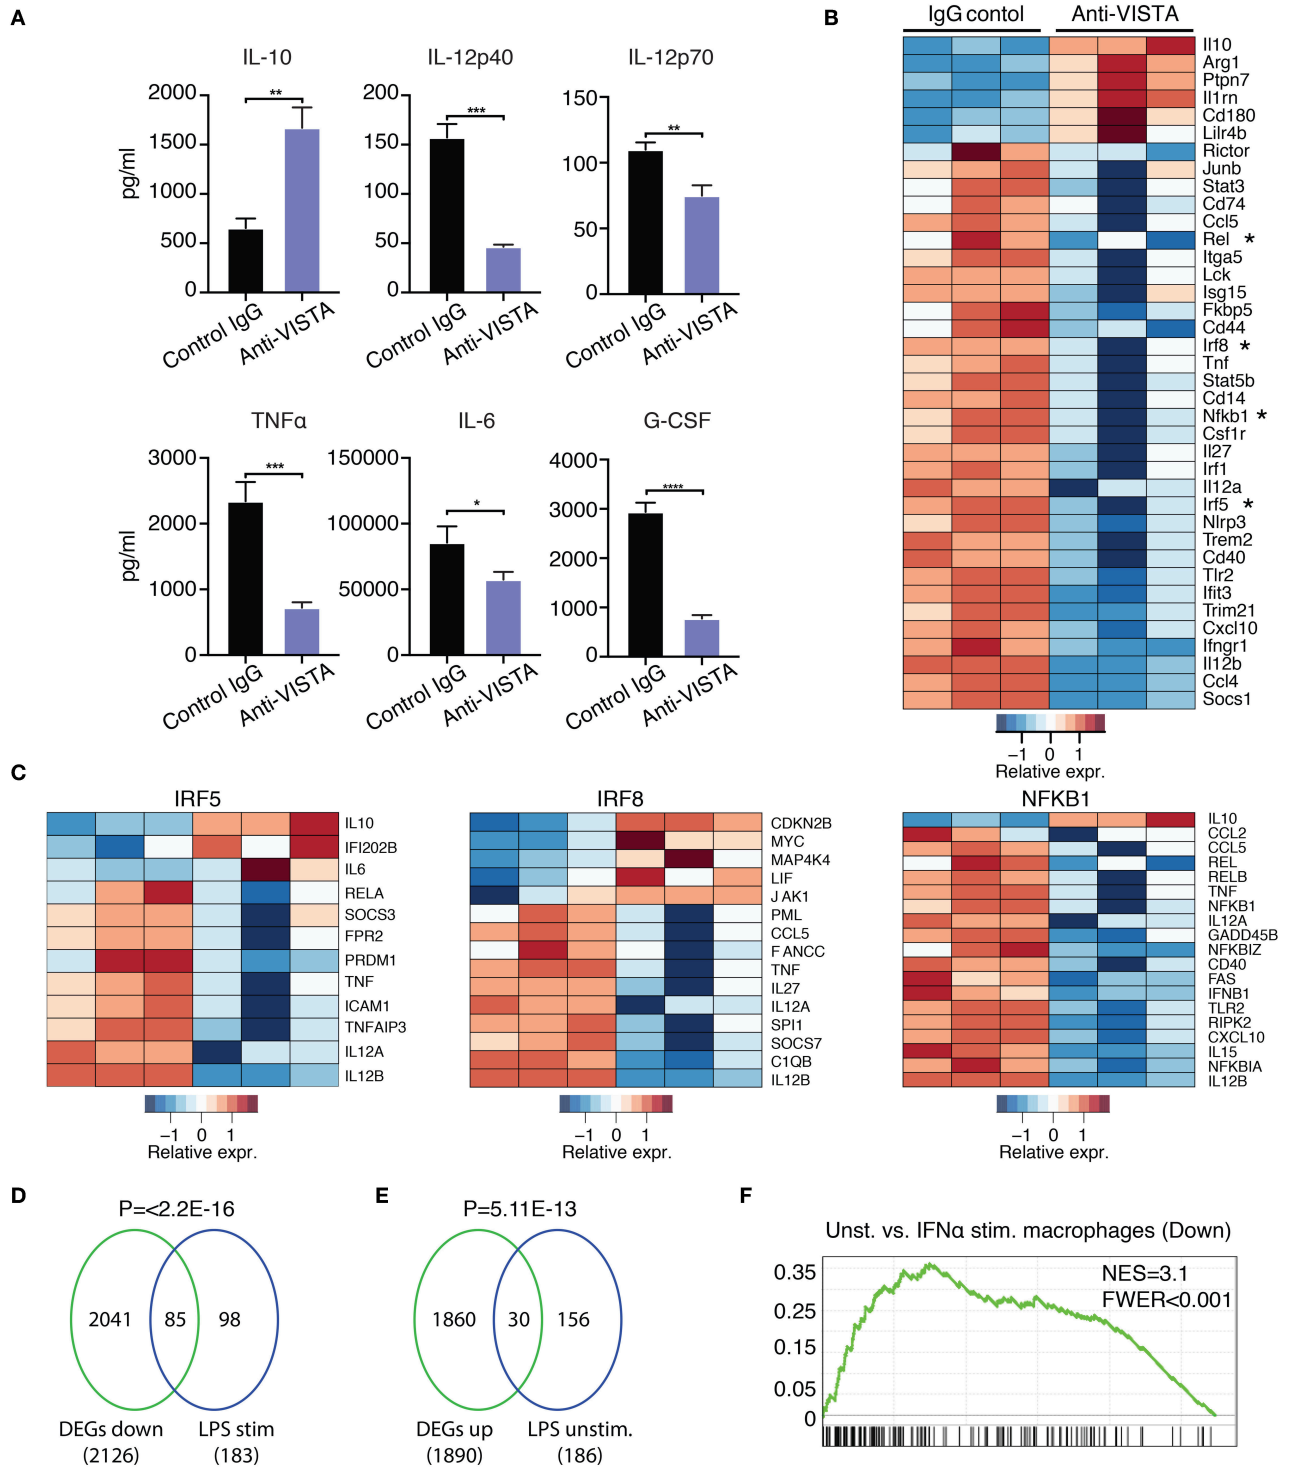 A
IL-10
IL-12p40
IL-12p70
pg/ml
2000
1500
1000
500
0
**
Control IgG
Anti-VISTA
200
150
100
50
0
***
Control IgG
Anti-VISTA
150
100
50
0
**
Control IgG
Anti-VISTA
TNFα
IL-6
G-CSF
pg/ml
3000
2000
1000
0
***
Control IgG
Anti-VISTA
150000
100000
50000
0
*
Control IgG
Anti-VISTA
4000
3000
2000
1000
0
****
Control IgG
Anti-VISTA
B
IgG contol
Anti-VISTA
Il10
Arg1
Ptpn7
Il1rn
Cd180
Lilr4b
Rictor
Junb
Stat3
Cd74
Ccl5
Rel *
Itga5
Lck
Isg15
Fkbp5
Cd44
Irf8 *
Tnf
Stat5b
Cd14
Nfkb1 *
Csf1r
Il27
Irf1
Il12a
Irf5 *
Nlrp3
Trem2
Cd40
Tlr2
Ifit3
Trim21
Cxcl10
Ifngr1
Il12b
Ccl4
Socs1
−1 0 1
Relative expr.
C
IRF5
IL10
IFI202B
IL6
RELA
SOCS3
FPR2
PRDM1
TNF
ICAM1
TNFAIP3
IL12A
IL12B
−1 0 1
Relative expr.
IRF8
CDKN2B
MYC
MAP4K4
LIF
JAK1
PML
CCL5
FANCC
TNF
IL27
IL12A
SPI1
SOCS7
C1QB
IL12B
−1 0 1
Relative expr.
NFKB1
IL10
CCL2
CCL5
REL
RELB
TNF
NFKB1
IL12A
GADD45B
NFKBIZ
CD40
FAS
IFNB1
TLR2
RIPK2
CXCL10
IL15
NFKBIA
IL12B
−1 0 1
Relative expr.
D
P=<2.2E-16
2041 85 98
DEGs down LPS stim
(2126) (183)
E
P=5.11E-13
1860 30 156
DEGs up LPS unstim.
(1890) (186)
F
Unst. vs. IFNα stim. macrophages (Down)
NES=3.1
FWER<0.001
0.35
0.25
0.15
0.05
0